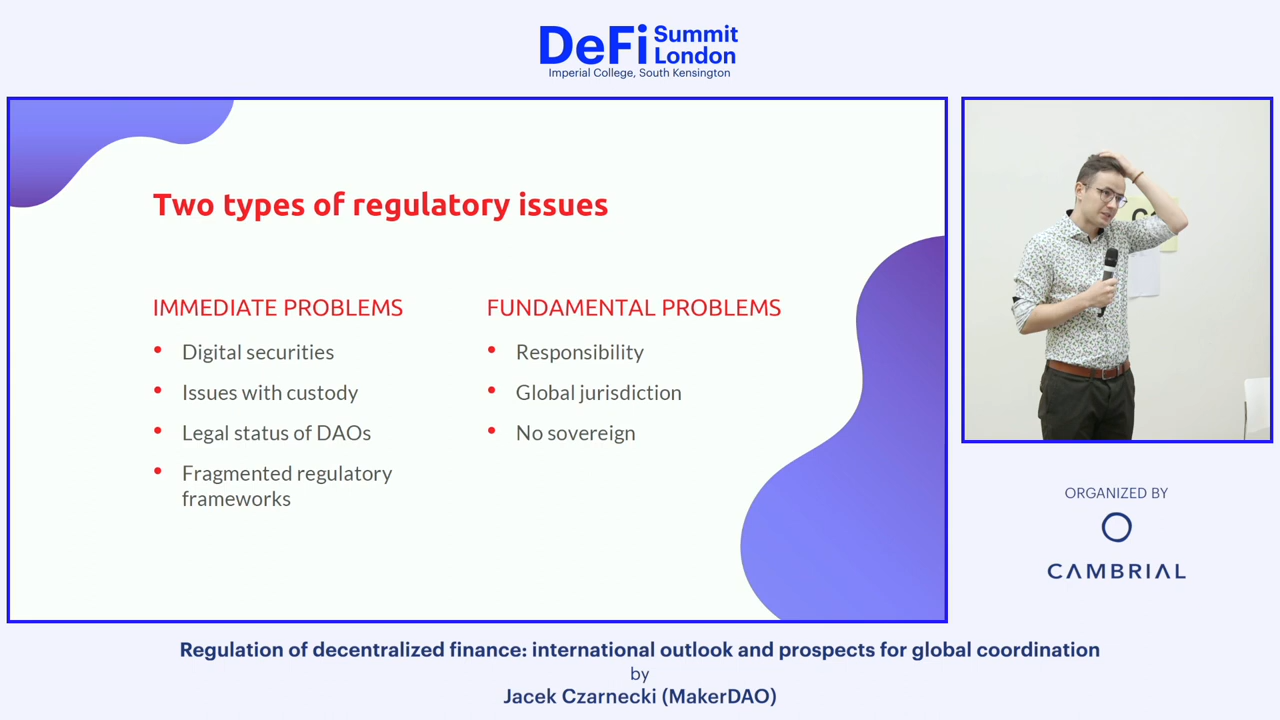 DeFi Summit London
Imperial College, South Kensington
Two types of regulatory issues
IMMEDIATE PROBLEMS
• Digital securities
• Issues with custody
• Legal status of DAOs
• Fragmented regulatory
frameworks
FUNDAMENTAL PROBLEMS
• Responsibility
• Global jurisdiction
• No sovereign
ORGANIZED BY
CΛMBRIΛL
Regulation of decentralized finance: international outlook and prospects for global coordination
by
Jacek Czarnecki (MakerDAO)